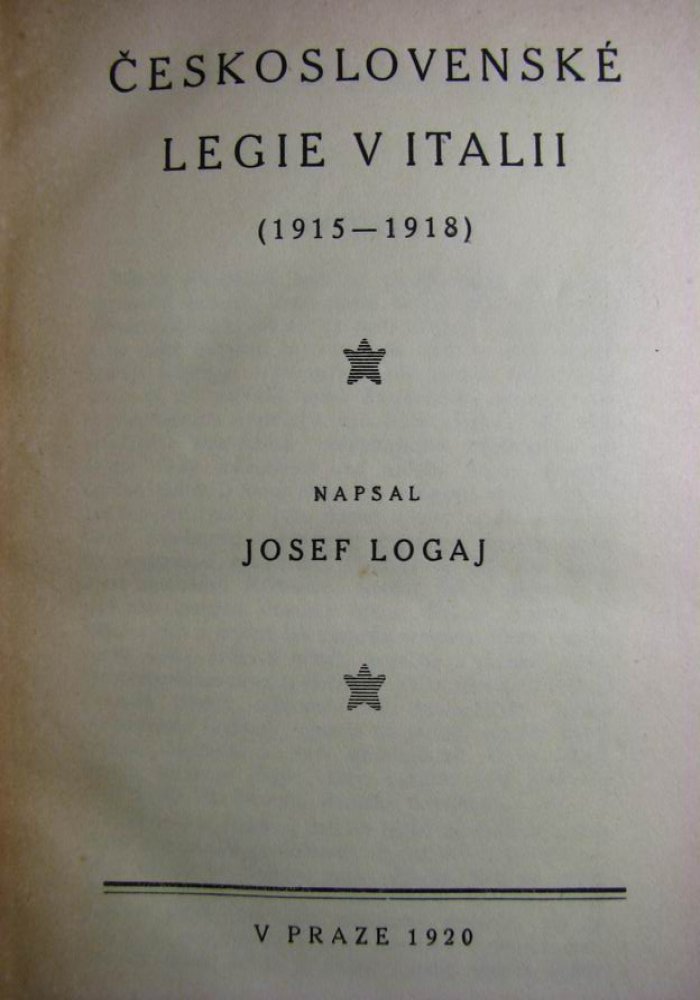 ČESKOSLOVENSKÉ
LEGIE V ITALII
(1915—1918)
NAPSAL
JOSEF LOGAJ
V PRAZE 1920